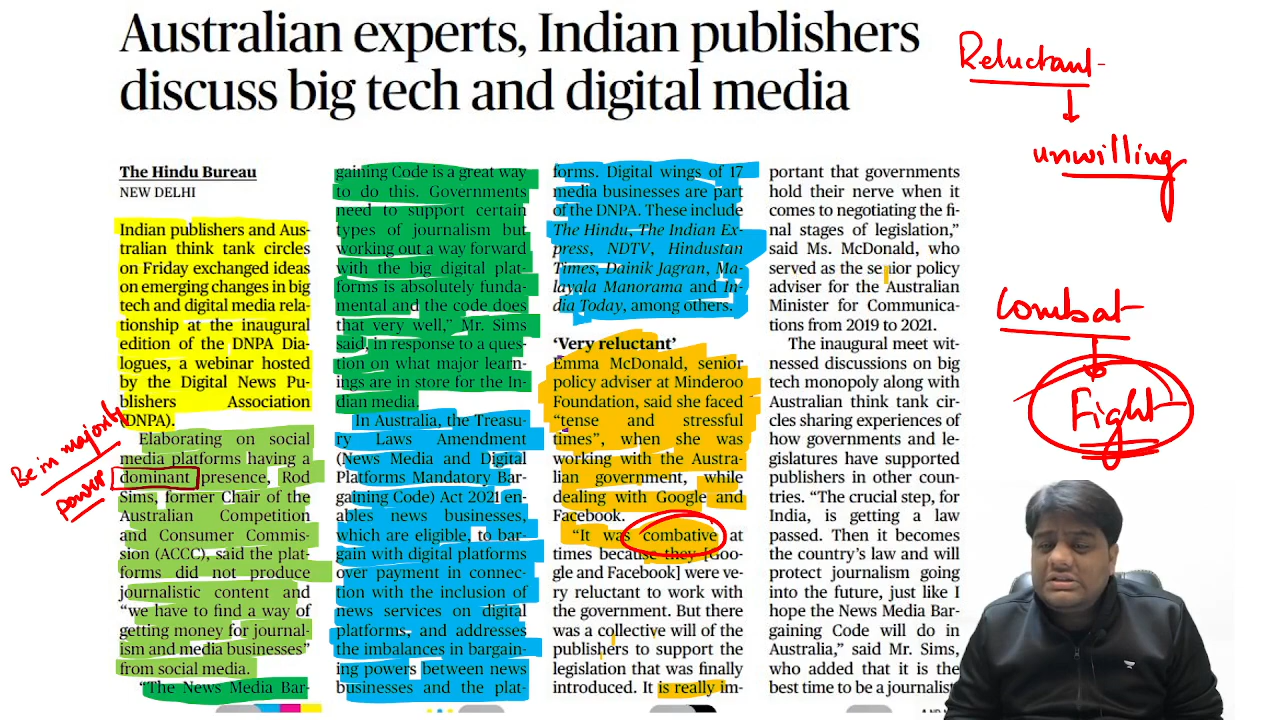 Australian experts, Indian publishers
discuss big tech and digital media
The Hindu Bureau
NEW DELHI
Indian publishers and Aus-
tralian think tank circles
on Friday exchanged ideas
on emerging changes in big
tech and digital media rela-
tionship at the inaugural
edition of the DNPA Dia-
logues, a webinar hosted
by the Digital News Pu-
blishers Association
(DNPA).
Elaborating on social
media platforms having a
dominant presence, Rod
Sims, former Chair of the
Australian Competition
and Consumer Commis-
sion (ACCC), said the plat-
forms did not produce
journalistic content and
“we have to find a way of
getting money for journal-
ism and media businesses”
from social media.
“The News Media Bar-
gaining Code is a great way
to do this. Governments
need to support certain
types of journalism but
working out a way forward
with the big digital plat-
forms is absolutely funda-
mental and the code does
that very well,” Mr. Sims
said, in response to a ques-
tion on what major learn-
ings are in store for the In-
dian media.
In Australia, the Treasu-
ry Laws Amendment
(News Media and Digital
Platforms Mandatory Bar-
gaining Code) Act 2021 en-
ables news businesses,
which are eligible, to bar-
gain with digital platforms
over payment in connec-
tion with the inclusion of
news services on digital
platforms, and addresses
the imbalances in bargain-
ing powers between news
businesses and the plat-
forms. Digital wings of 17
media businesses are part
of the DNPA. These include
The Hindu, The Indian Ex-
press, NDTV, Hindustan
Times, Dainik Jagran, Ma-
layala Manorama and In-
dia Today, among others.
‘Very reluctant’
Emma McDonald, senior
policy adviser at Minderoo
Foundation, said she faced
“tense and stressful
times”, when she was
working with the Austra-
lian government, while
dealing with Google and
Facebook.
“It was combative at
times because they [Goo-
gle and Facebook] were ve-
ry reluctant to work with
the government. But there
was a collective will of the
publishers to support the
legislation that was finally
introduced. It is really im-
portant that governments
hold their nerve when it
comes to negotiating the fi-
nal stages of legislation,”
said Ms. McDonald, who
served as the senior policy
adviser for the Australian
Minister for Communica-
tions from 2019 to 2021.
The inaugural meet wit-
nessed discussions on big
tech monopoly along with
Australian think tank cir-
cles sharing experiences of
how governments and le-
gislatures have supported
publishers in other coun-
tries. “The crucial step, for
India, is getting a law
passed. Then it becomes
the country’s law and will
protect journalism going
into the future, just like I
hope the News Media Bar-
gaining Code will do in
Australia,” said Mr. Sims,
who added that it is the
best time to be a journalist
Be in majority
power
Reluctant
unwilling
Combat
Fight